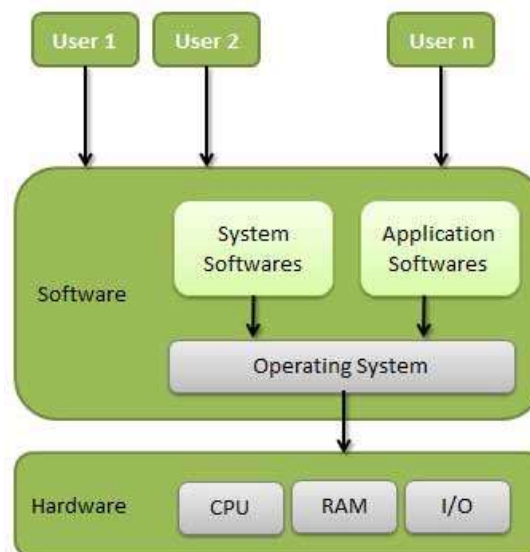 User 1
User 2
User n
System
Softwares
Application
Softwares
Software
Operating System
Hardware
CPU
RAM
I/O